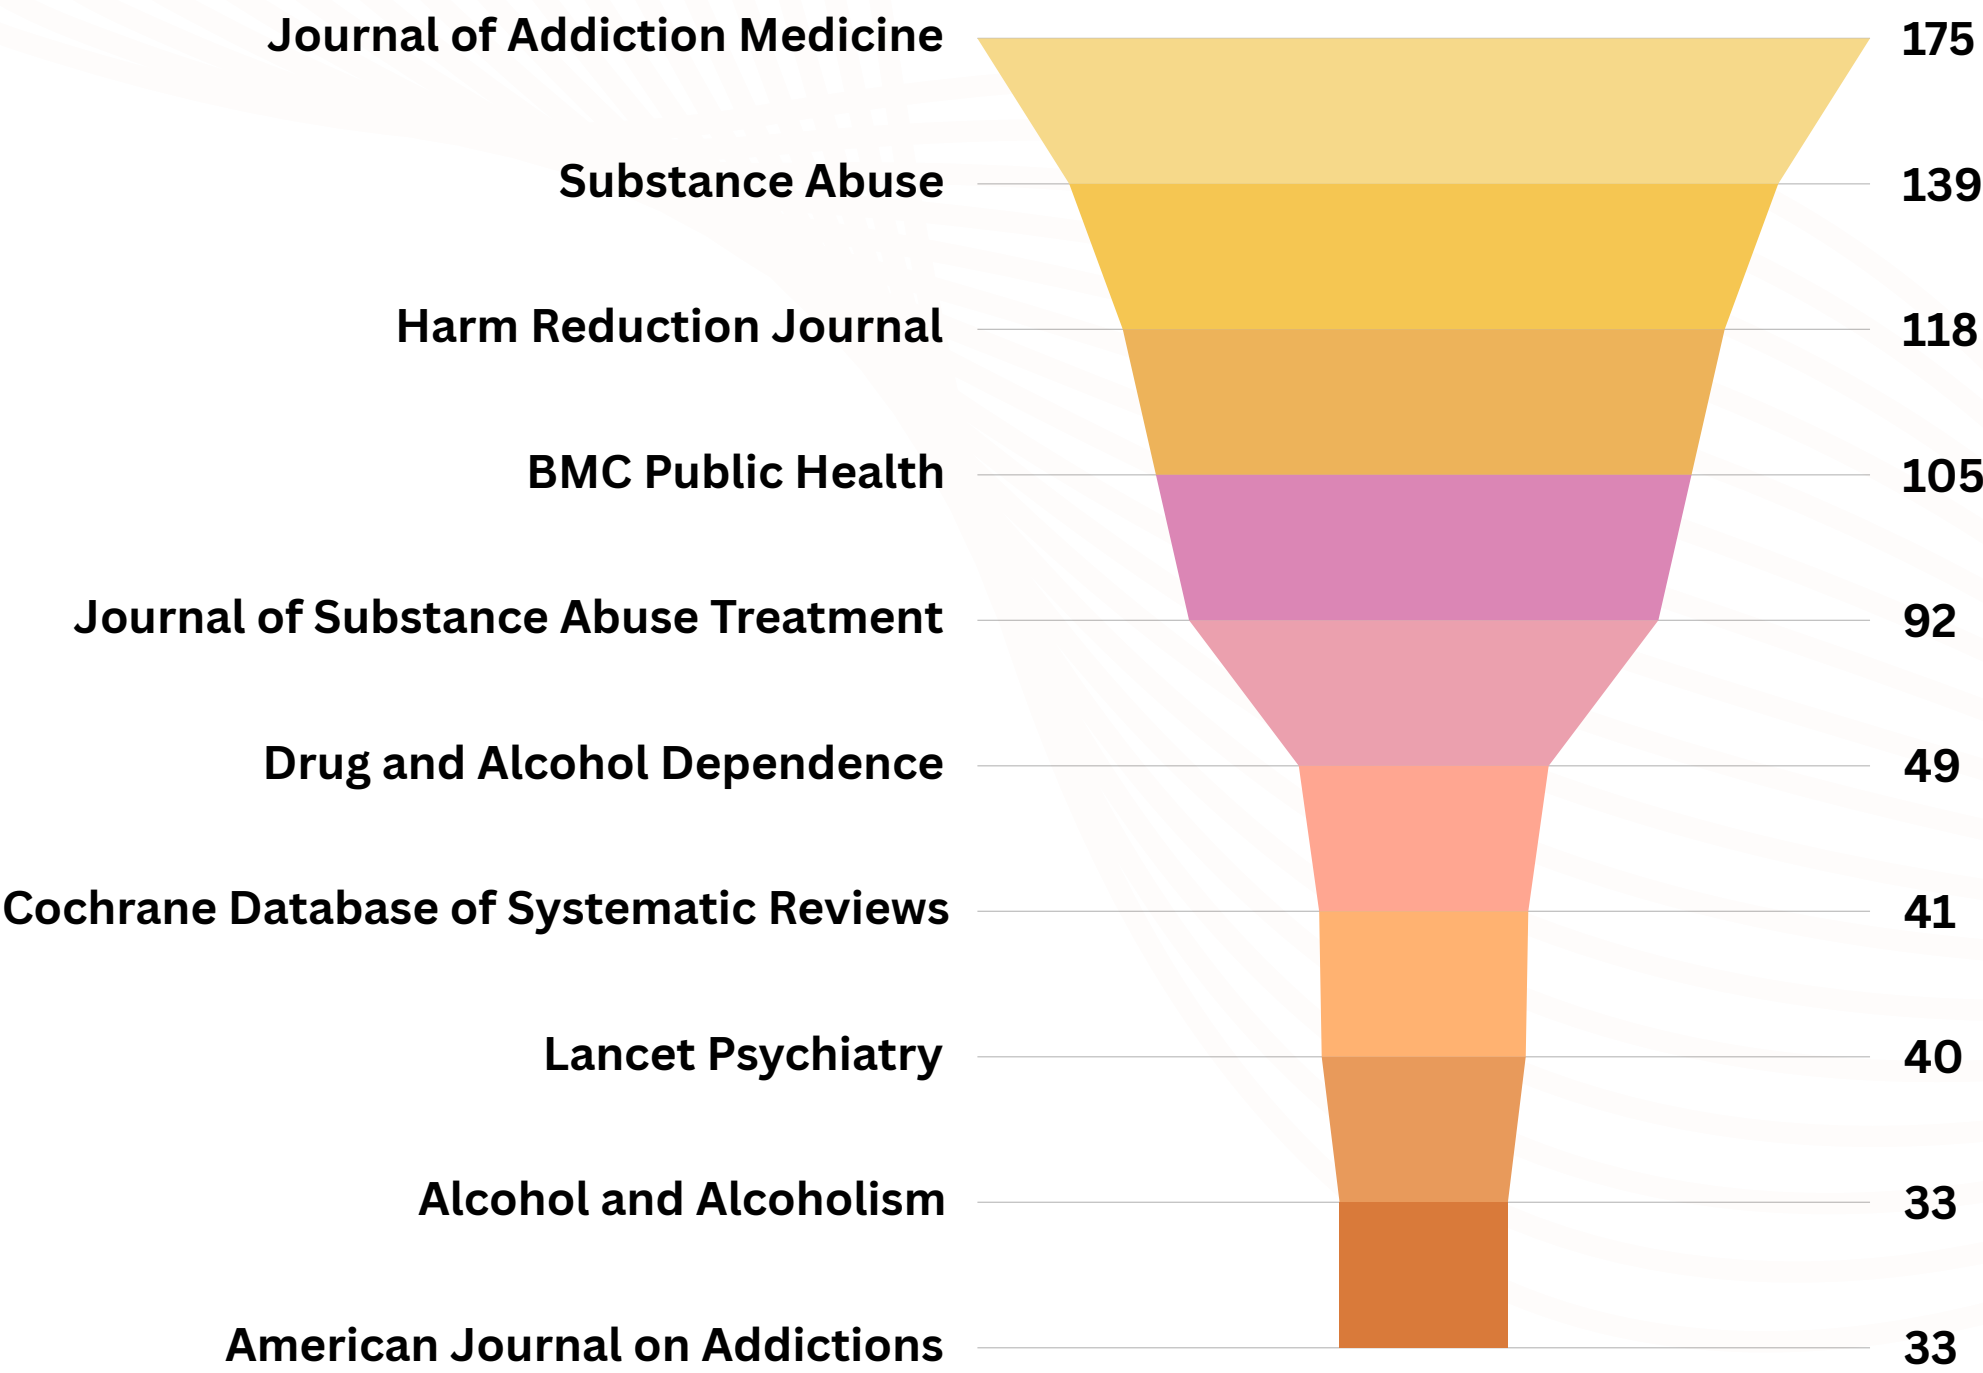 Journal of Addiction Medicine 175
Substance Abuse 139
Harm Reduction Journal 118
BMC Public Health 105
Journal of Substance Abuse Treatment 92
Drug and Alcohol Dependence 49
Cochrane Database of Systematic Reviews 41
Lancet Psychiatry 40
Alcohol and Alcoholism 33
American Journal on Addictions 33